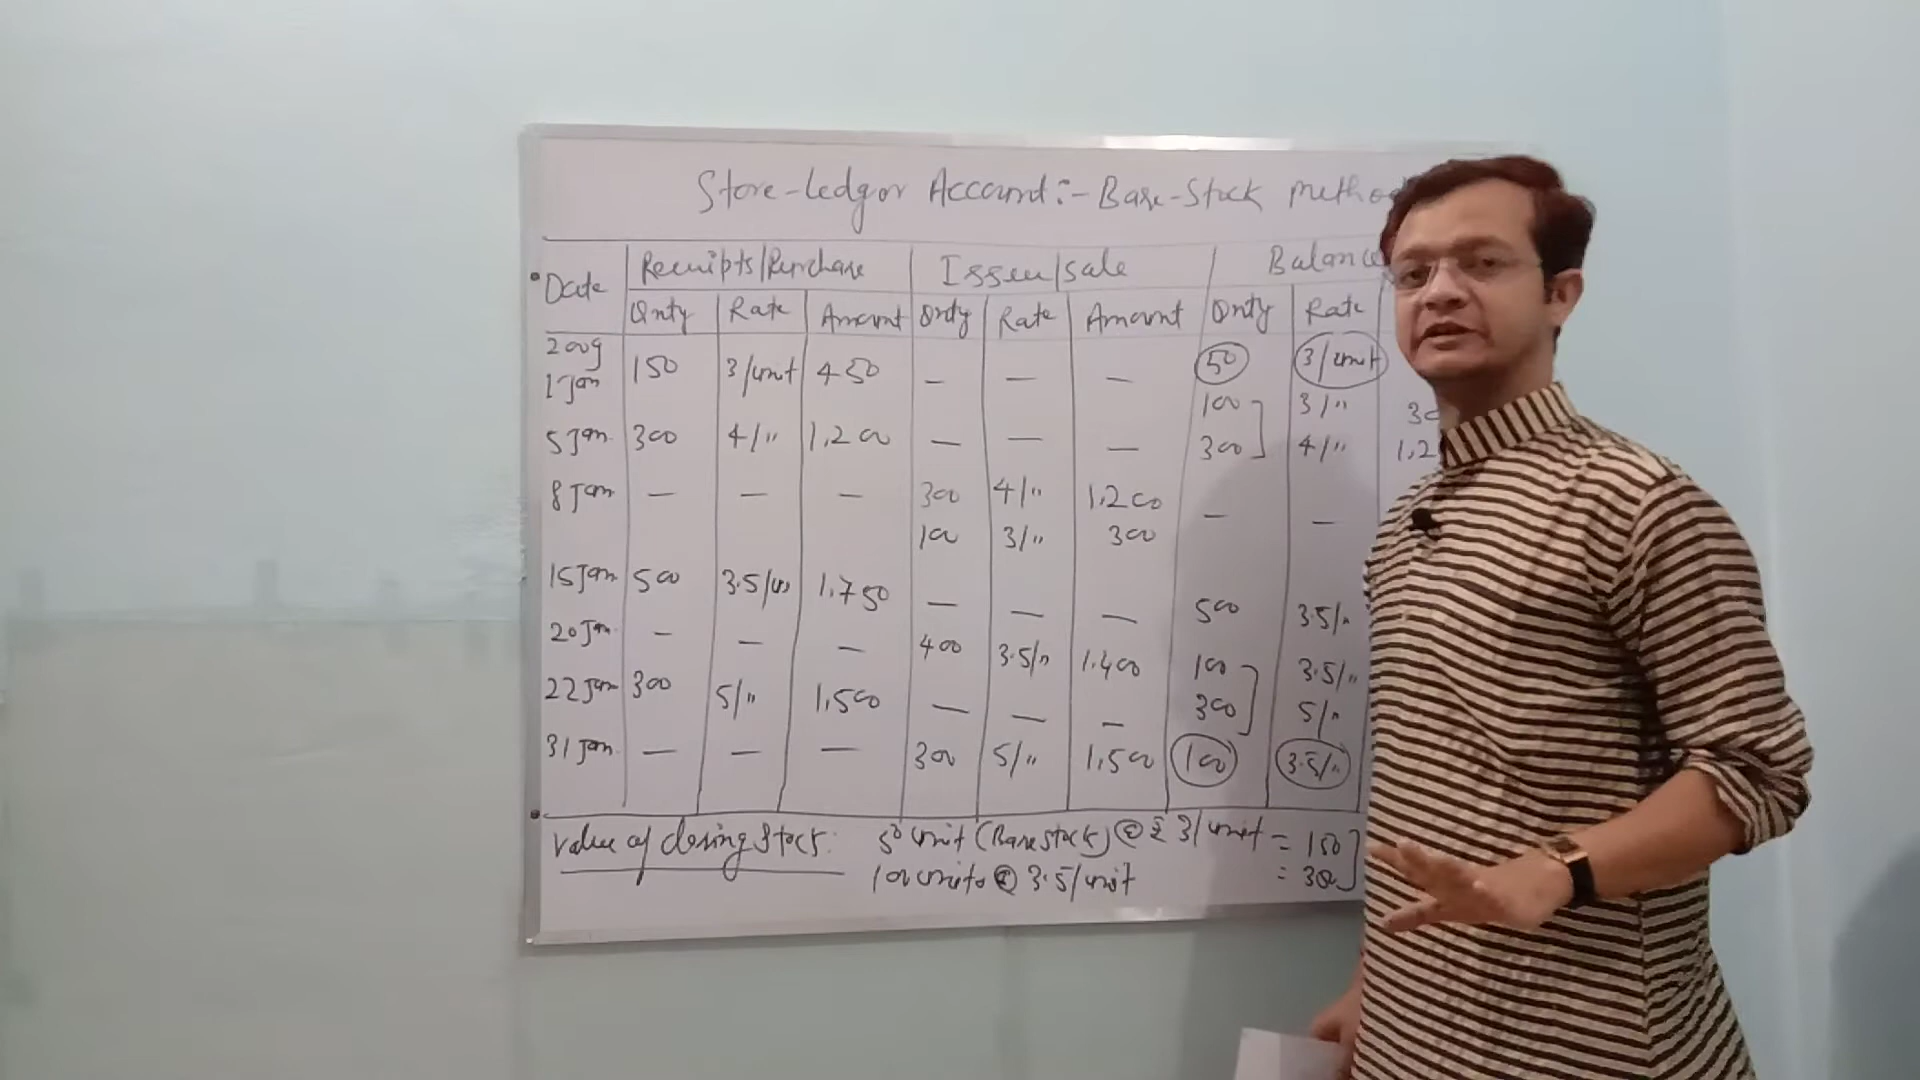 Store-Ledger Account:- Base-Stock Method
Date Receipts/Purchase Issue/Sale Balance
Qnty Rate Amount Qnty Rate Amount Qnty Rate
2009
1 Jan 150 3/unit 450 — — — 50 3/unit
100 3/"
5 Jan 300 4/" 1,200 — — — 300 4/" 1,2
8 Jan — — — 300 4/" 1,200 — —
100 3/" 300
15 Jan 500 3.5/" 1,750 — — — 500 3.5/"
20 Jan — — — 400 3.5/" 1,400 100 3.5/"
22 Jan 300 5/" 1,500 — — — 300 5/"
31 Jan — — — 300 5/" 1,500 100 3.5/"
Value of closing stock: 50 unit (Base stock) @ ₹ 3/unit = 150
100 units @ 3.5/unit =